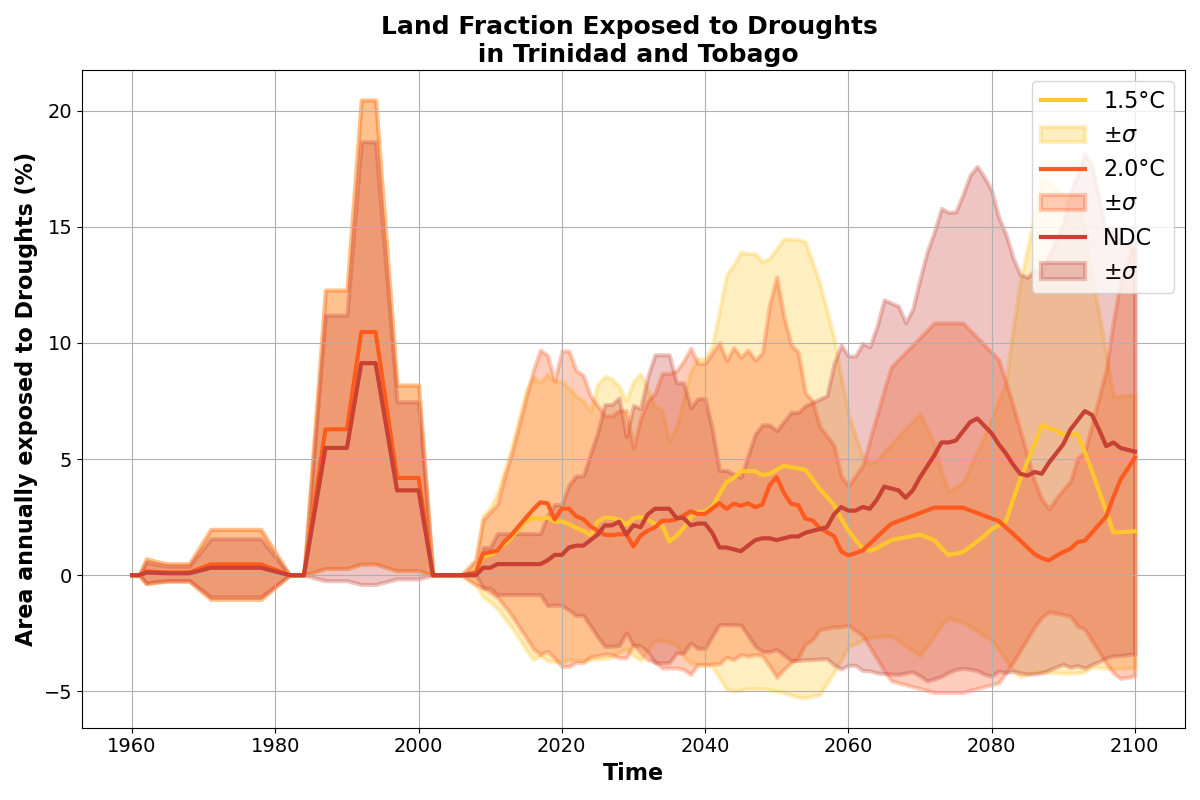 Land Fraction Exposed to Droughts
in Trinidad and Tobago
Area annually exposed to Droughts (%)
20
15
10
5
0
−5
1.5°C
±σ
2.0°C
±σ
NDC
±σ
1960
1980
2000
2020
2040
2060
2080
2100
Time